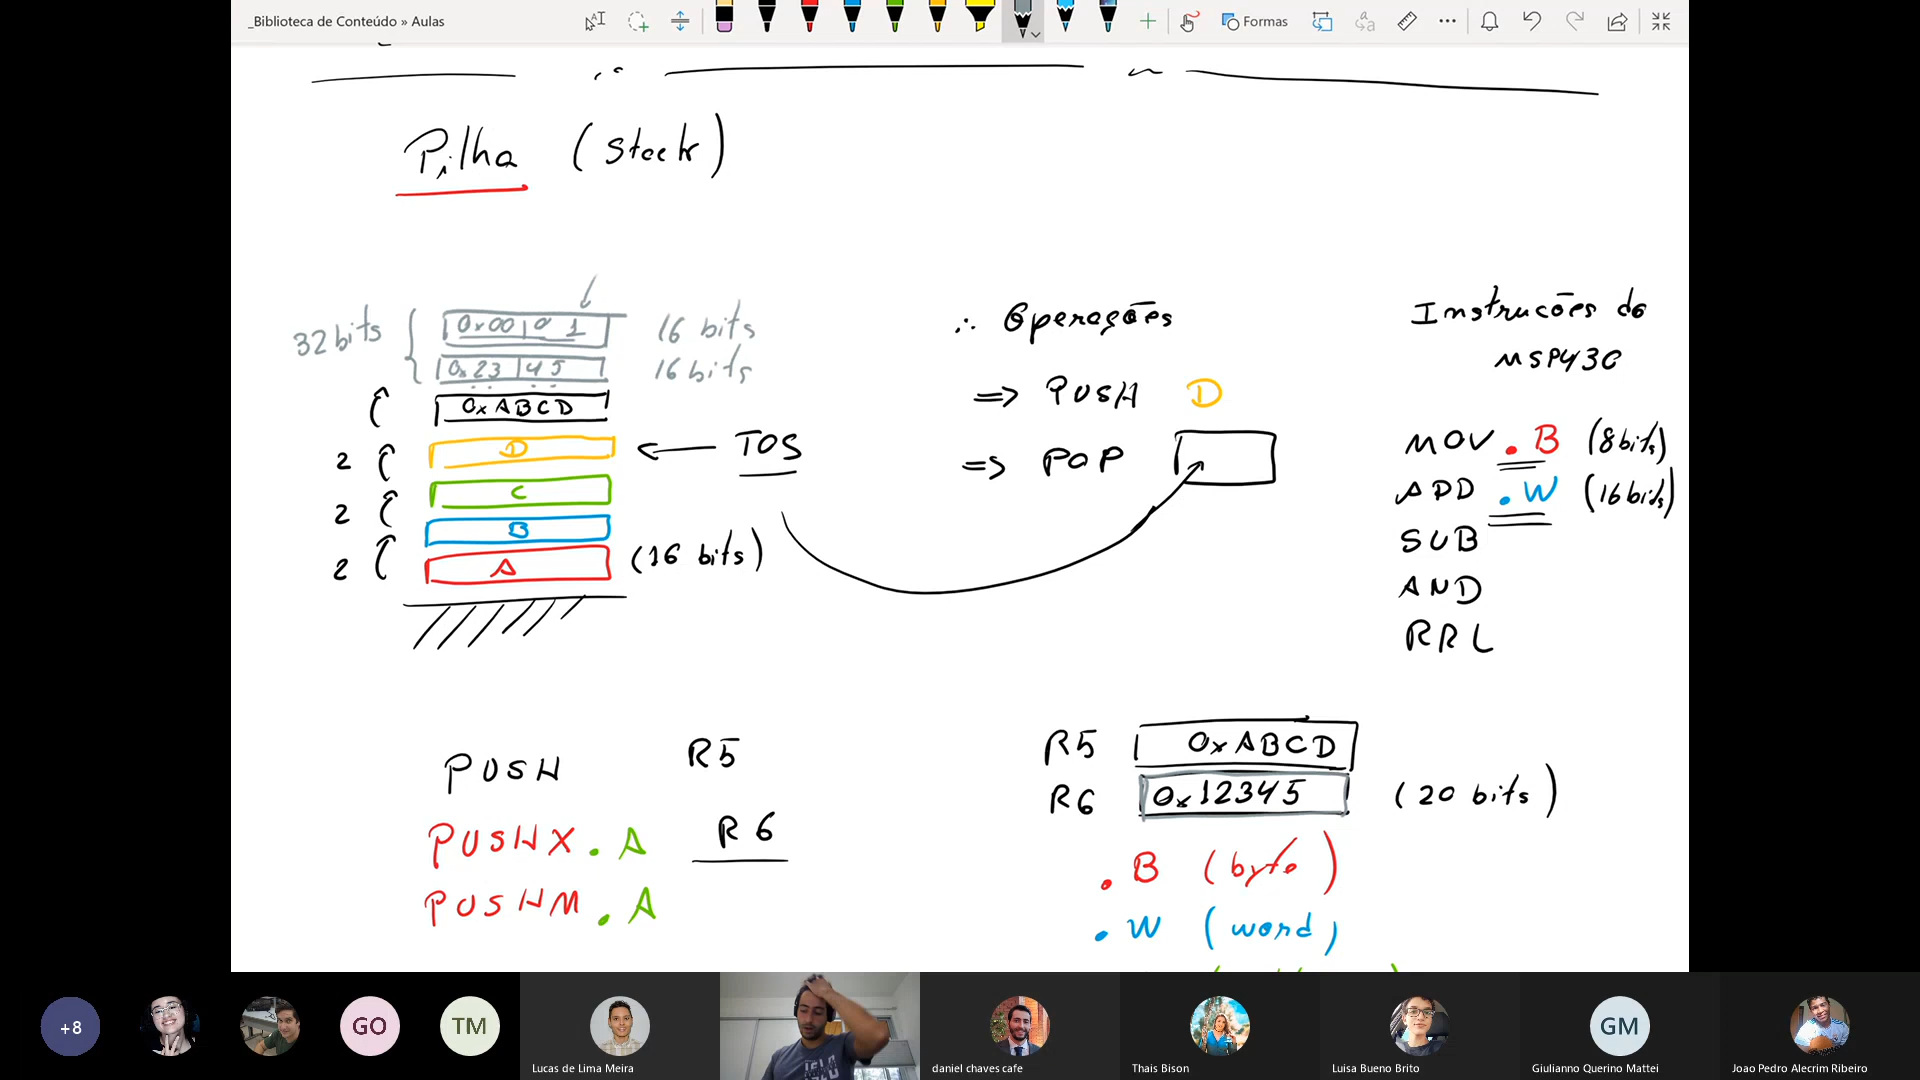 _Biblioteca de Conteúdo » Aulas
Formas
Pilha (Stack)
32 bits
0x00 | 01 16 bits
0x23 | 45 16 bits
0xABCD
2 D ← TOS
2 C
B
2 A (16 bits)
∴ Operações
=> PUSH D
=> POP
Instruções do
MSP430
MOV .B (8 bits)
ADD .W (16 bits)
SUB
AND
RRL
PUSH R5
PUSHX.A R6
PUSHM.A
R5 0xABCD
R6 0x12345 (20 bits)
.B (byte)
.W (word)
+8
GO
TM
Lucas de Lima Meira
daniel chaves cafe
Thais Bison
Luisa Bueno Brito
GM
Giulianno Querino Mattei
Joao Pedro Alecrim Ribeiro